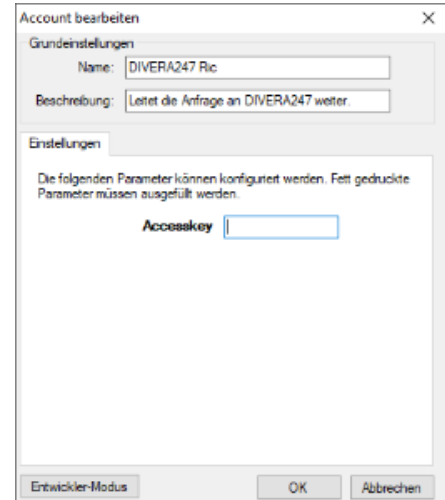 Account bearbeiten
Grundeinstellungen
Name: DIVERA247 Ric
Beschreibung: Leitet die Anfrage an DIVERA247 weiter.
Einstellungen
Die folgenden Parameter können konfiguriert werden. Fett gedruckte
Parameter müssen ausgefüllt werden.
Accesskey
Entwickler-Modus OK Abbrechen